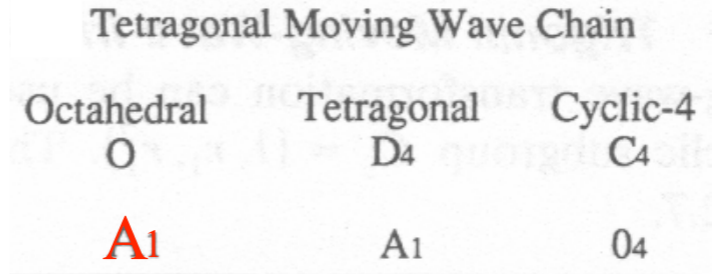 Tetragonal Moving Wave Chain
Octahedral Tetragonal Cyclic-4
O D4 C4
A1 A1 04